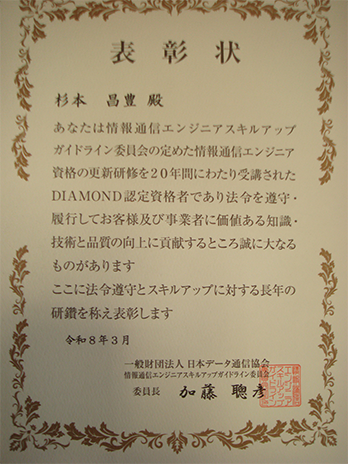 表彰状
杉本 昌豊 殿
あなたは情報通信エンジニアスキルアップ
ガイドライン委員会の定めた情報通信エンジニア
資格の更新研修を20年間にわたり受講された
DIAMOND認定資格者であり法令を遵守・
履行してお客様及び事業者に価値ある知識・
技術と品質の向上に貢献するところ誠に大なる
ものがあります
ここに法令遵守とスキルアップに対する長年の
研鑽を称え表彰します
令和8年3月
一般財団法人 日本データ通信協会
情報通信エンジニアスキルアップガイドライン委員会
委員長 加藤 聰彦